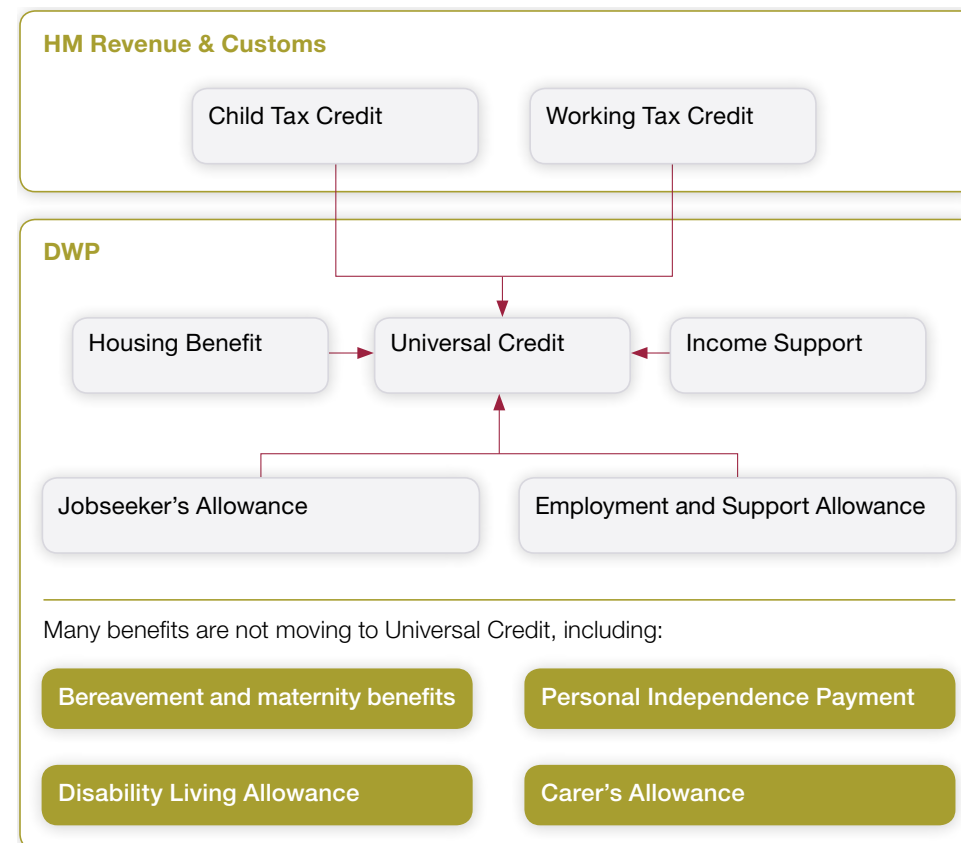 HM Revenue & Customs
Child Tax Credit
Working Tax Credit
DWP
Housing Benefit
Universal Credit
Income Support
Jobseeker’s Allowance
Employment and Support Allowance
Many benefits are not moving to Universal Credit, including:
Bereavement and maternity benefits
Personal Independence Payment
Disability Living Allowance
Carer’s Allowance